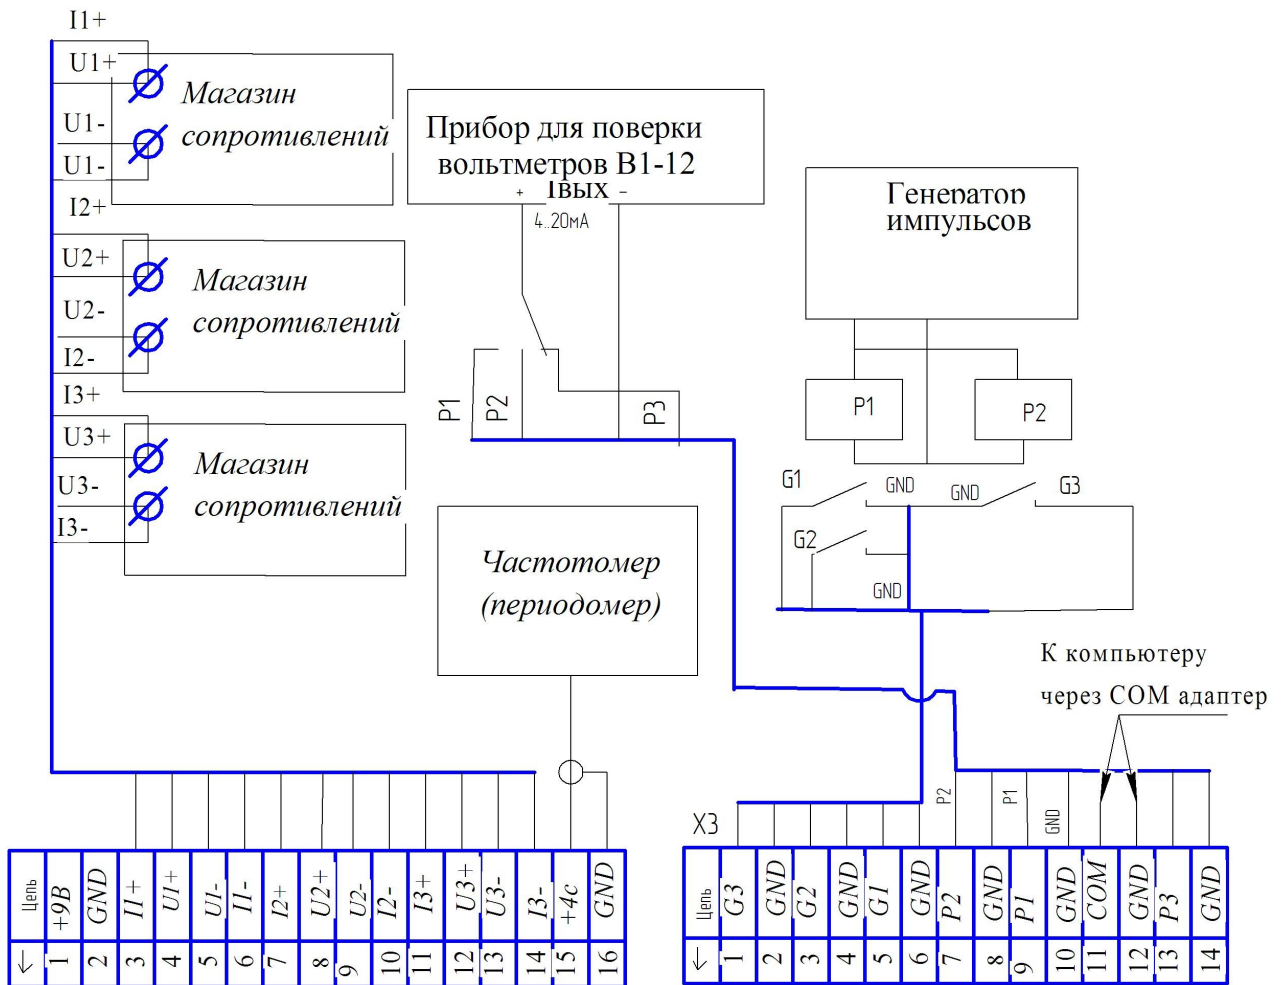 I1+
U1+
Магазин
сопротивлений
U1-
U1-
I2+
U2+
Магазин
сопротивлений
U2-
I2-
I3+
U3+
Магазин
сопротивлений
U3-
I3-
Прибор для поверки
вольтметров В1-12
+ Iвых -
4..20мА
P1
P2
P3
Генератор
импульсов
P1
P2
G1
GND
GND
G3
G2
GND
Частотомер
(периодомер)
К компьютеру
через СОМ адаптер
P2
P1
GND
X3
Цепь
+9В
GND
I1+
U1+
U1-
I1-
I2+
U2+
U2-
I2-
I3+
U3+
U3-
I3-
+4с
GND
1 2 3 4 5 6 7 8 9 10 11 12 13 14 15 16
Цепь
G3
GND
G2
GND
G1
GND
P2
GND
P1
GND
COM
GND
P3
GND
1 2 3 4 5 6 7 8 9 10 11 12 13 14